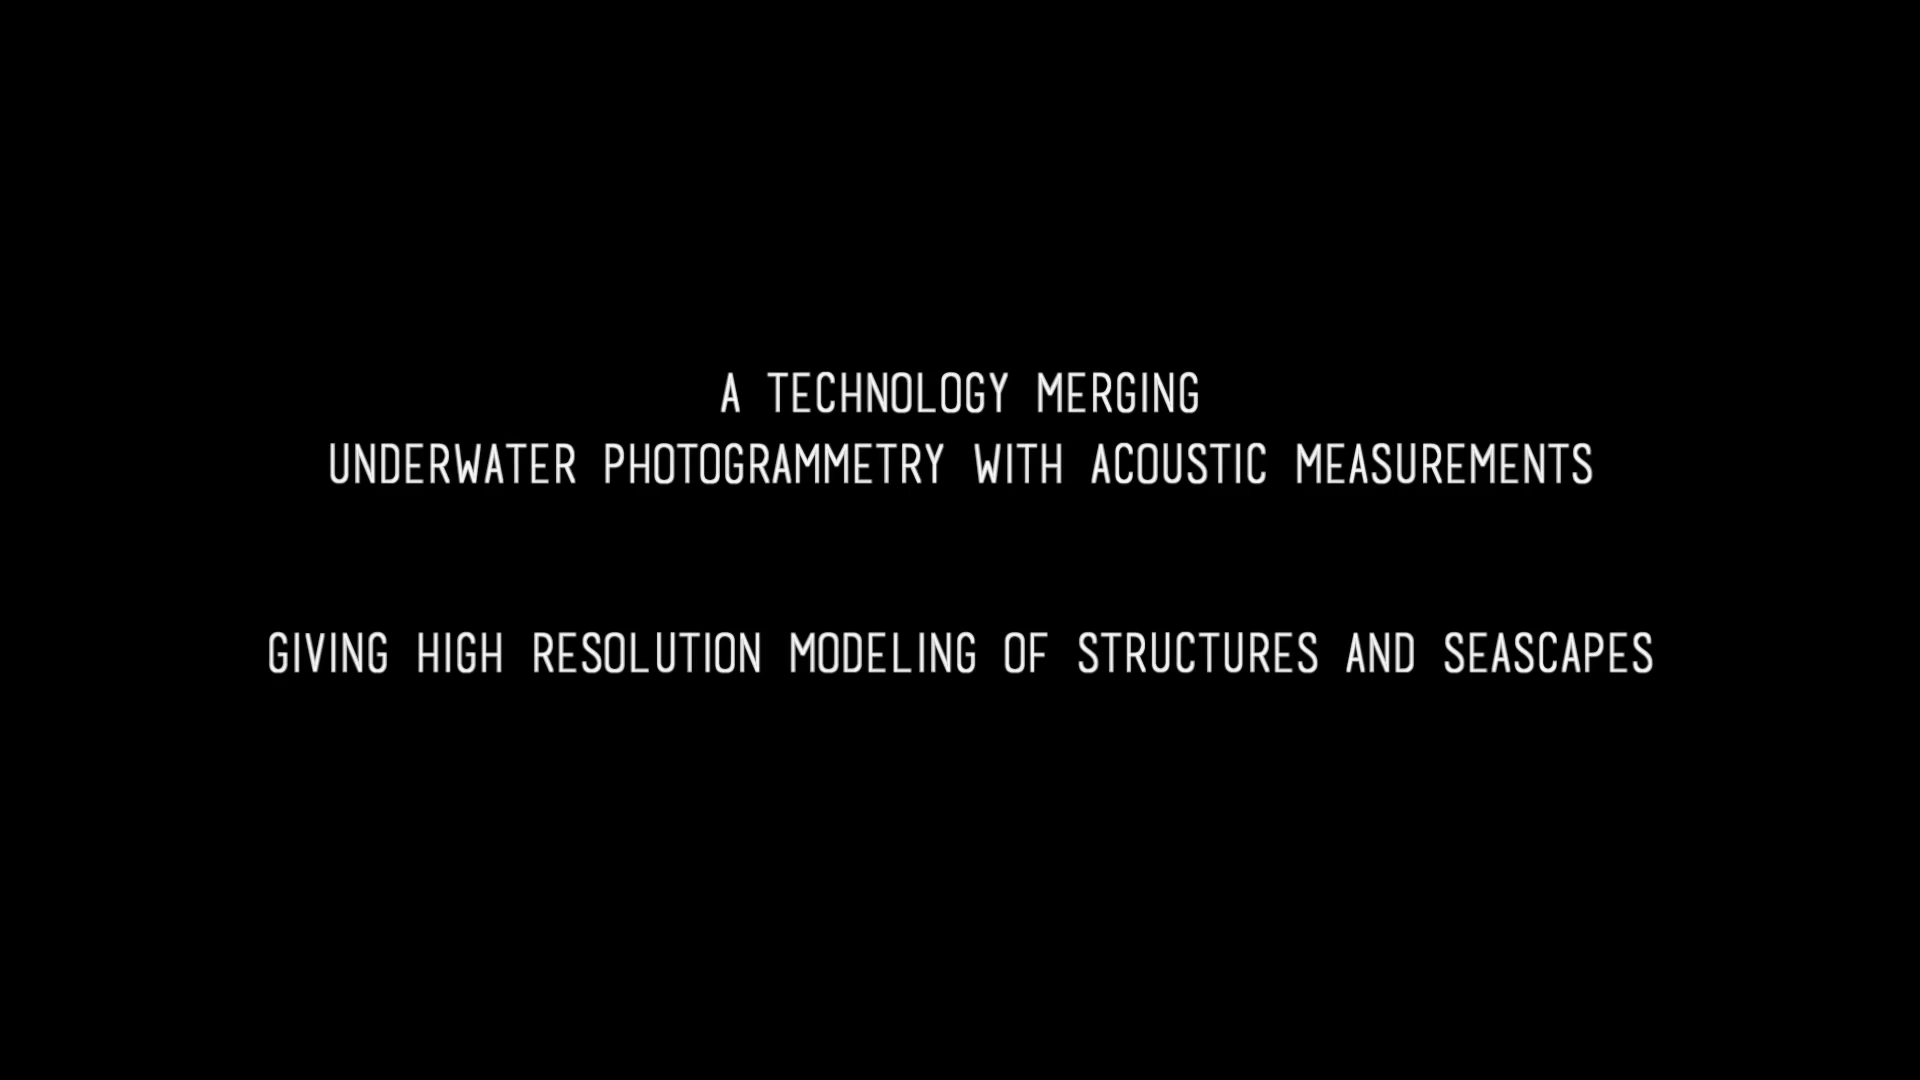 A TECHNOLOGY MERGING
UNDERWATER PHOTOGRAMMETRY WITH ACOUSTIC MEASUREMENTS
GIVING HIGH RESOLUTION MODELING OF STRUCTURES AND SEASCAPES